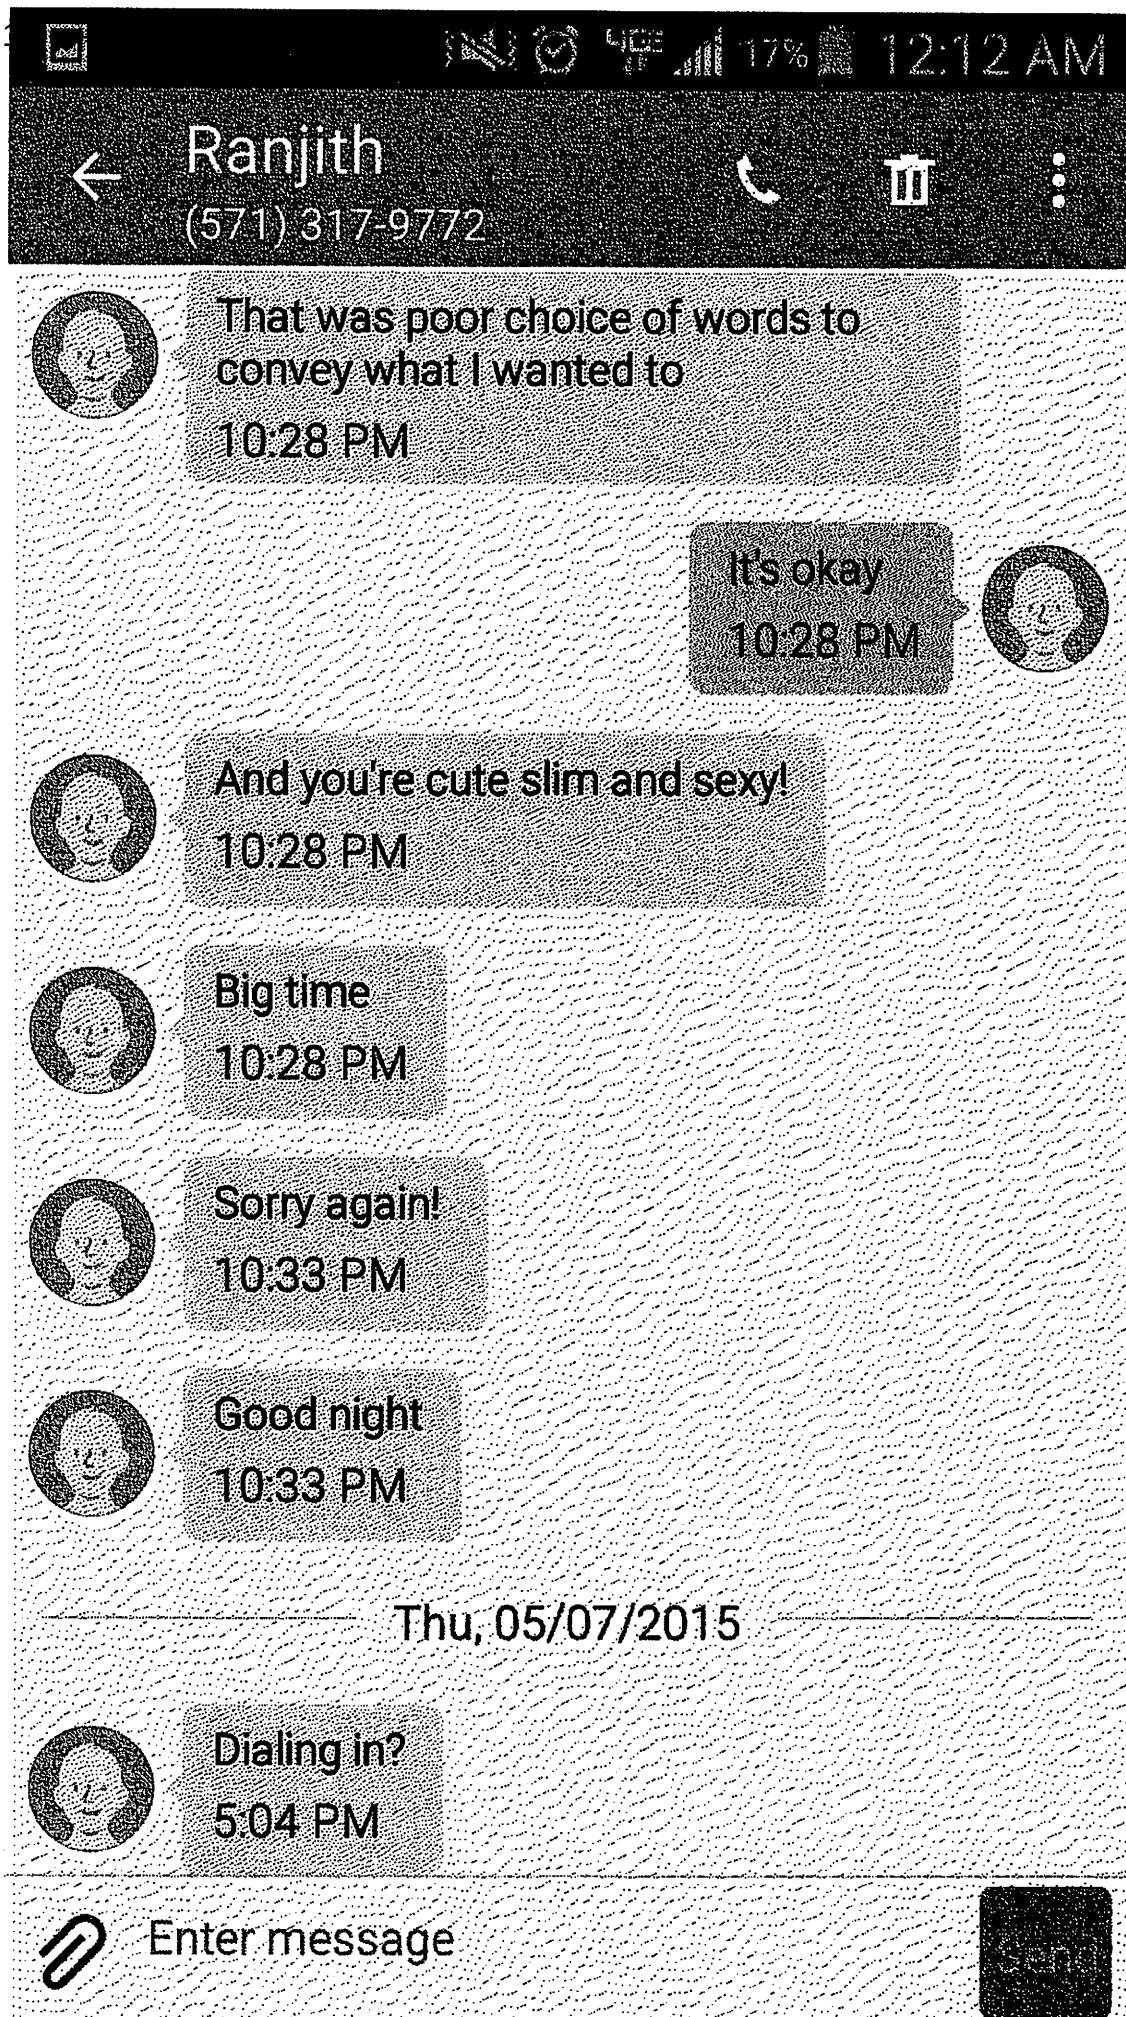 17% 12:12 AM
Ranjith
(571) 317-9772
That was poor choice of words to
convey what I wanted to
10:28 PM
It's okay
10:28 PM
And you're cute slim and sexy!
10:28 PM
Big time
10:28 PM
Sorry again!
10:33 PM
Good night
10:33 PM
Thu, 05/07/2015
Dialing in?
5:04 PM
Enter message
Send